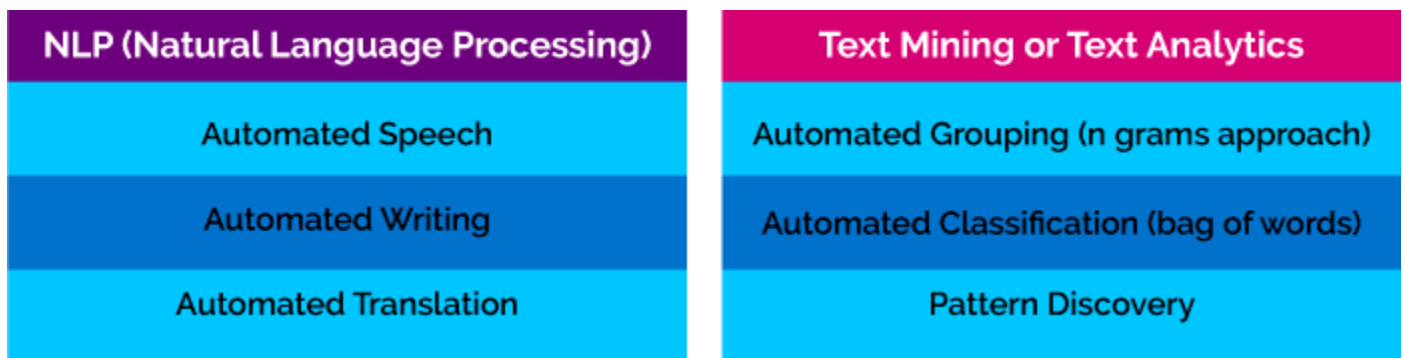 NLP (Natural Language Processing)
Automated Speech
Automated Writing
Automated Translation
Text Mining or Text Analytics
Automated Grouping (n grams approach)
Automated Classification (bag of words)
Pattern Discovery